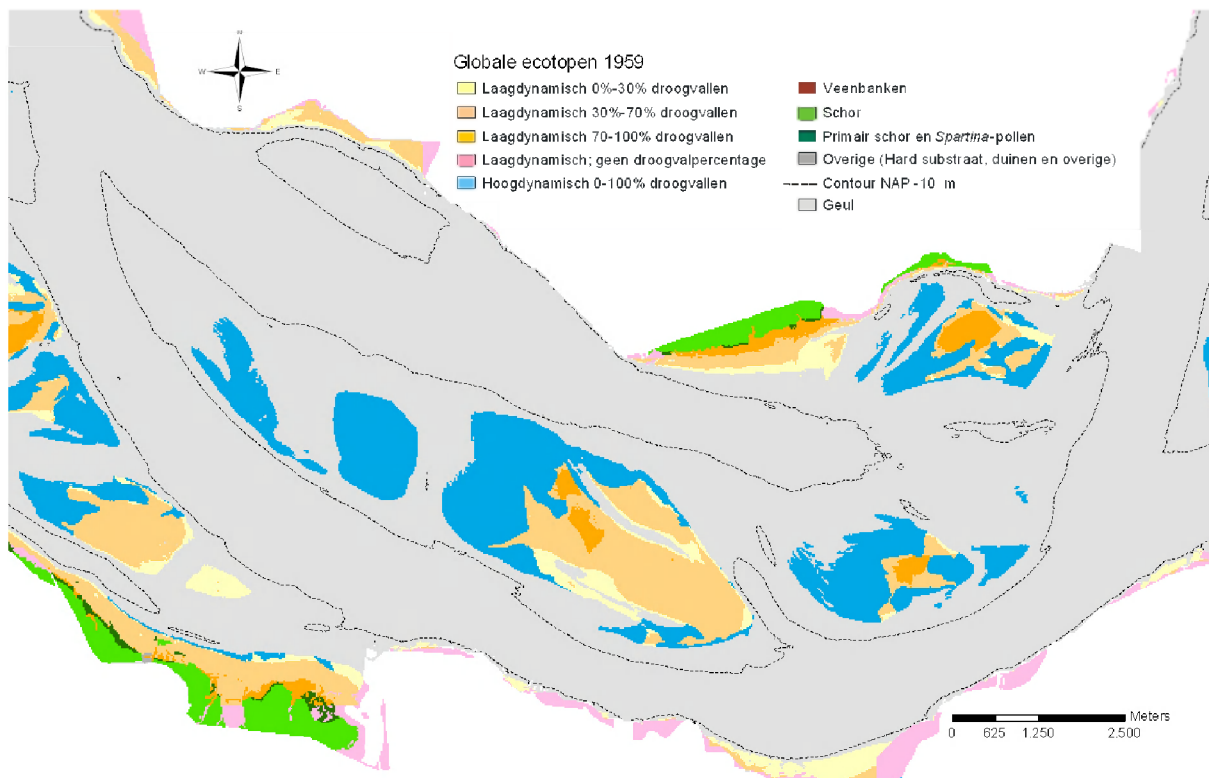 N
W E
S
Globale ecotopen 1959
Laagdynamisch 0%-30% droogvallen
Laagdynamisch 30%-70% droogvallen
Laagdynamisch 70-100% droogvallen
Laagdynamisch; geen droogvalpercentage
Hoogdynamisch 0-100% droogvallen
Veenbanken
Schor
Primair schor en Spartina-pollen
Overige (Hard substraat, duinen en overige)
Contour NAP -10 m
Geul
Meters
0 625 1.250 2.500